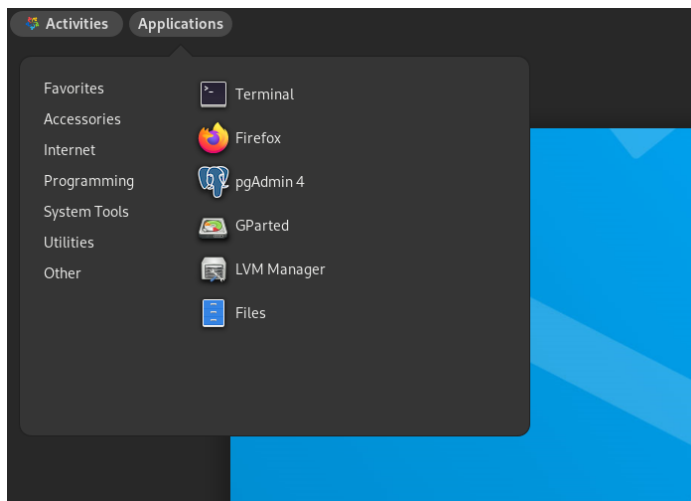 Activities
Applications
Favorites
Accessories
Internet
Programming
System Tools
Utilities
Other
Terminal
Firefox
pgAdmin 4
GParted
LVM Manager
Files